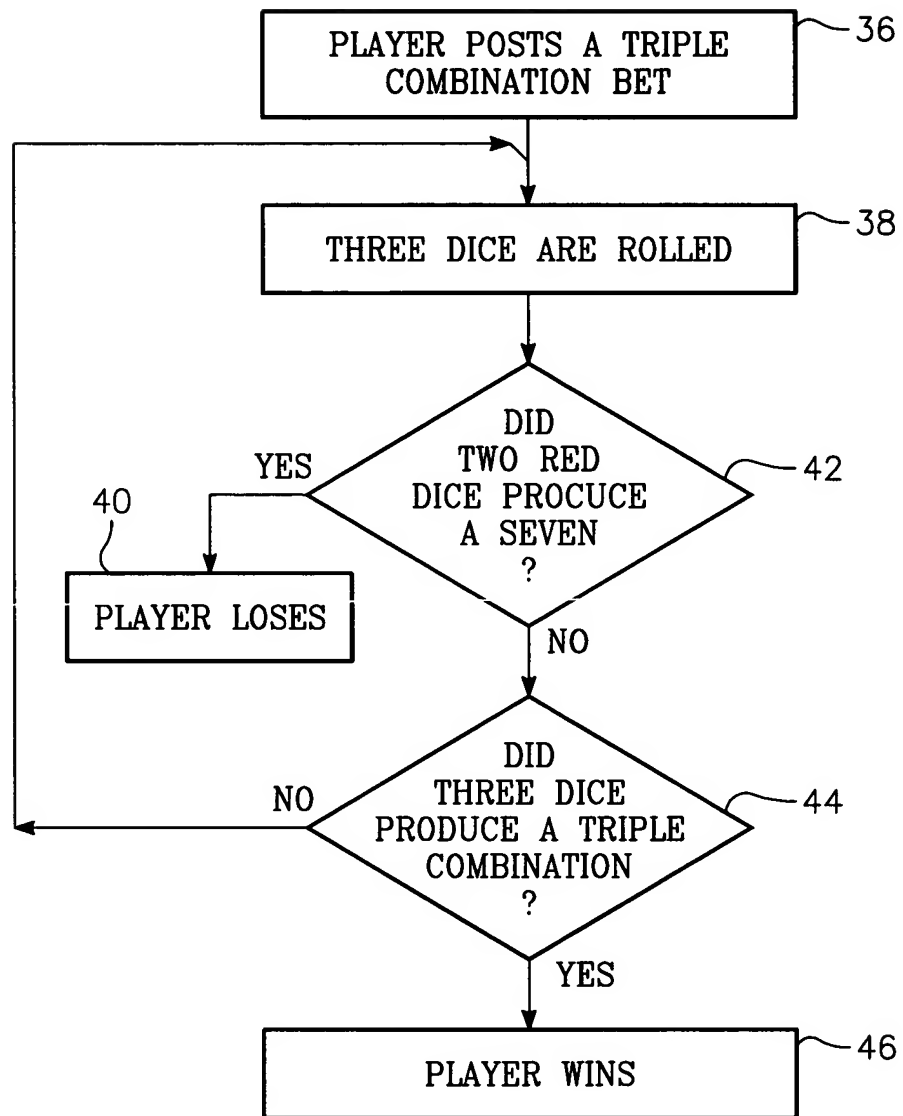 PLAYER POSTS A TRIPLE
COMBINATION BET
36
THREE DICE ARE ROLLED
38
DID
TWO RED
DICE PROCUCE
A SEVEN
?
42
YES
40
PLAYER LOSES
NO
DID
THREE DICE
PRODUCE A TRIPLE
COMBINATION
?
44
NO
YES
PLAYER WINS
46